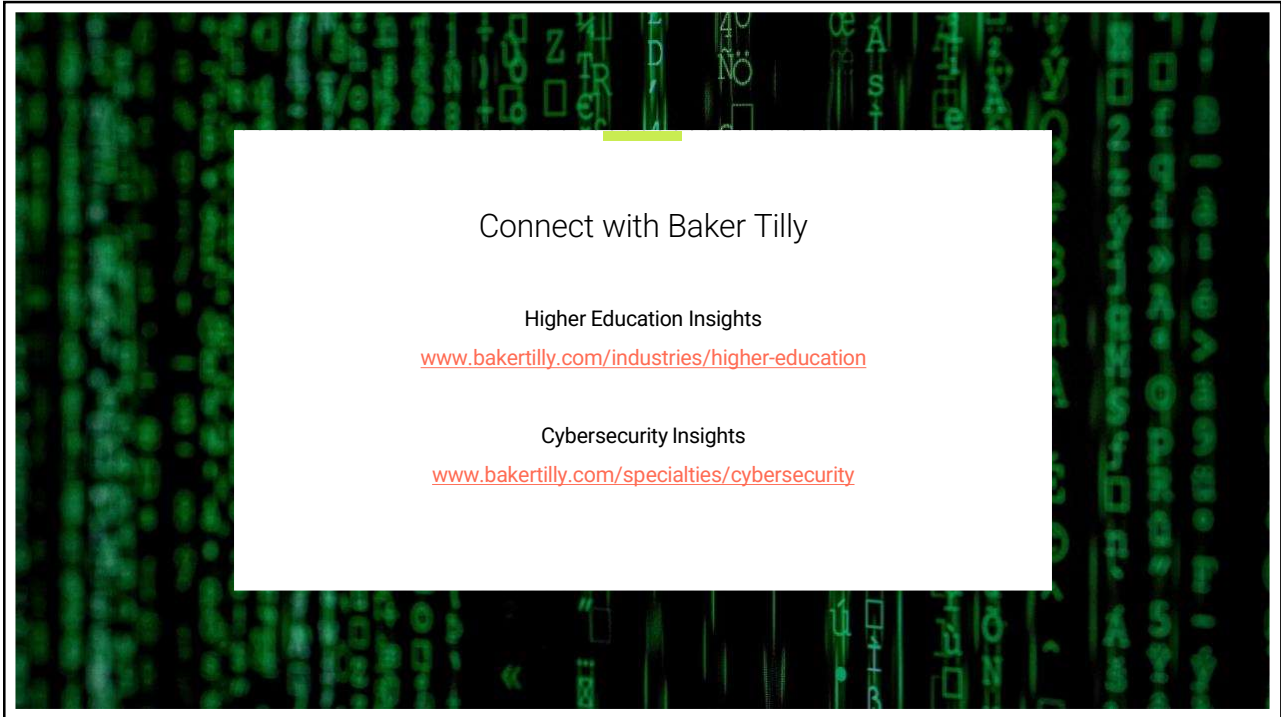 Connect with Baker Tilly
Higher Education Insights
www.bakertilly.com/industries/higher-education
Cybersecurity Insights
www.bakertilly.com/specialties/cybersecurity